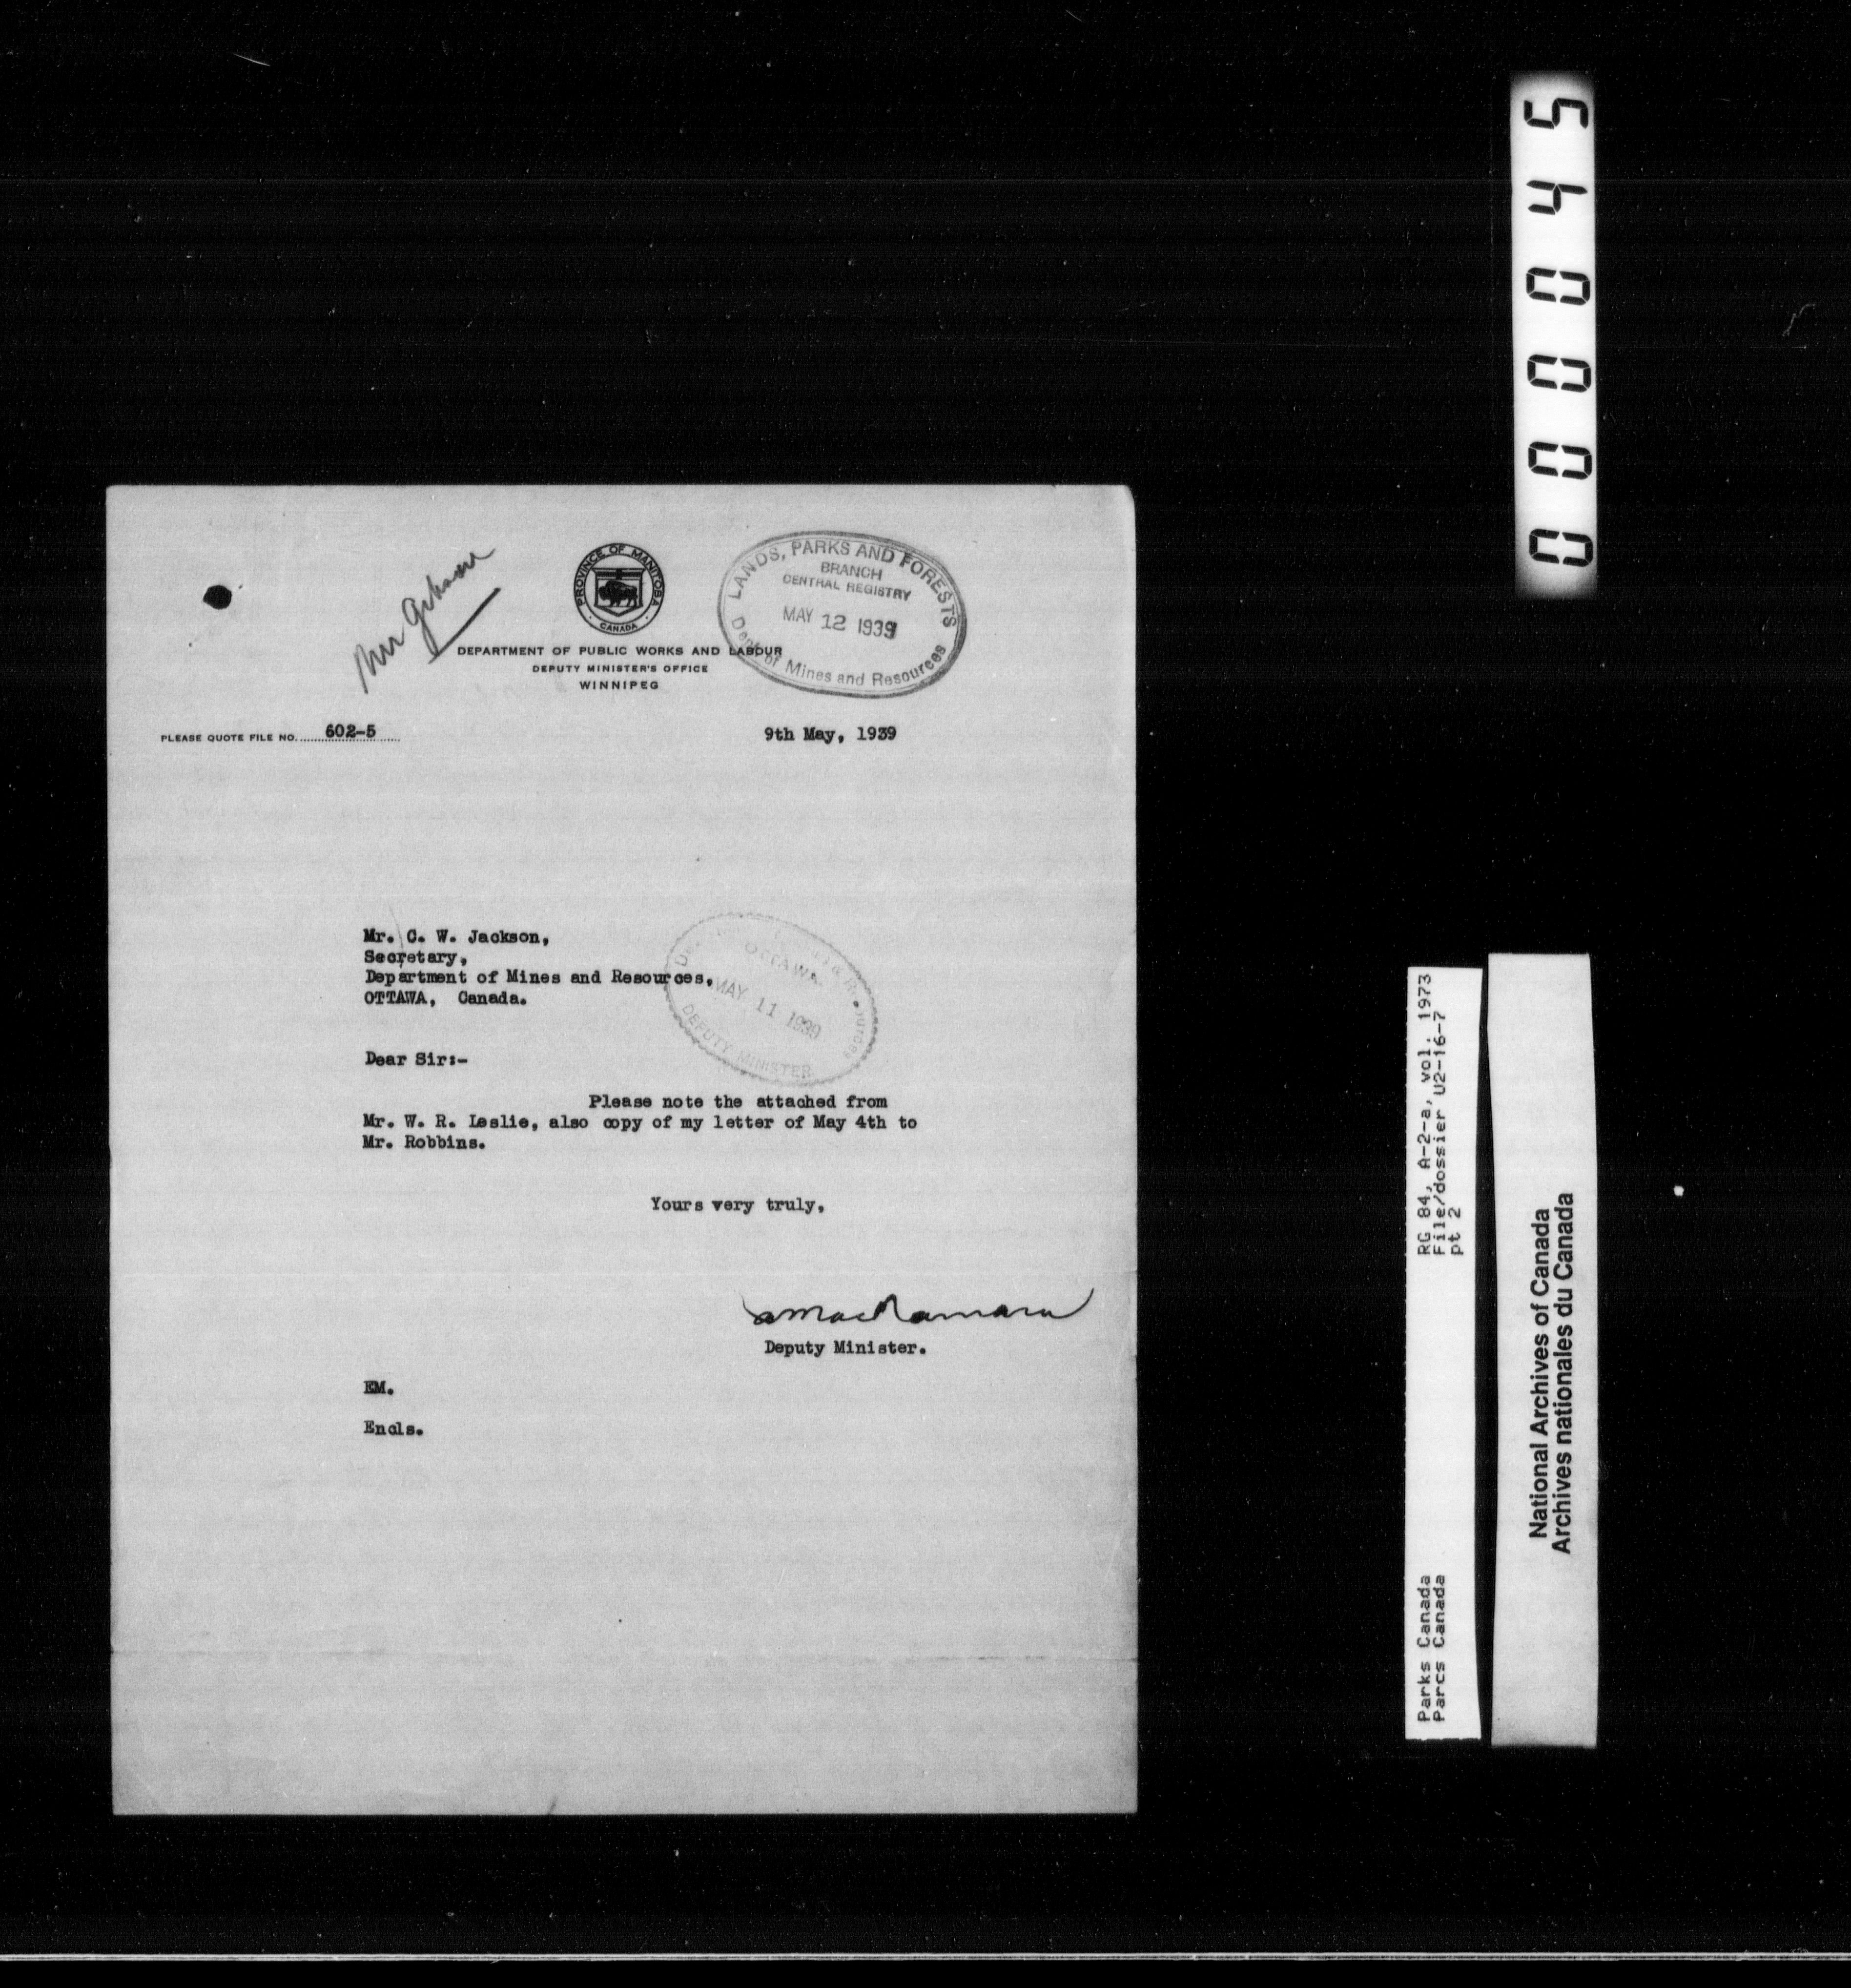 Mr Gibson
PROVINCE OF MANITOBA
CANADA
LANDS, PARKS AND FORESTS
BRANCH
CENTRAL REGISTRY
MAY 12 1939
Dept. of Mines and Resources
DEPARTMENT OF PUBLIC WORKS AND LABOUR
DEPUTY MINISTER'S OFFICE
WINNIPEG
PLEASE QUOTE FILE NO. 602-5
9th May, 1939
Mr. C. W. Jackson,
Secretary,
Department of Mines and Resources,
OTTAWA, Canada.
OTTAWA
MAY 11 1939
DEPUTY MINISTER
Dear Sir:-
Please note the attached from
Mr. W. R. Leslie, also copy of my letter of May 4th to
Mr. Robbins.
Yours very truly,
A MacNamara
Deputy Minister.
EM.
Encls.
000045
RG 84, A-2-a, vol. 1973
File/dossier U2-16-7
pt 2
Parks Canada
Parcs Canada
National Archives of Canada
Archives nationales du Canada